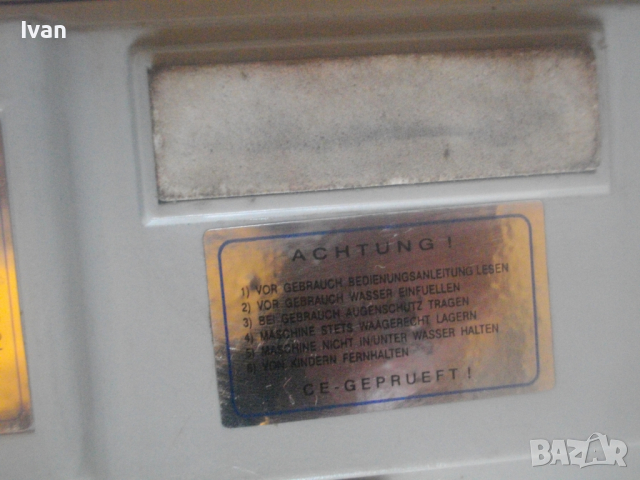 Ivan
ACHTUNG!
1) VOR GEBRAUCH BEDIENUNGSANLEITUNG LESEN
2) VOR GEBRAUCH WASSER EINFUELLEN
3) BEI GEBRAUCH AUGENSCHUTZ TRAGEN
4) MASCHINE STETS WAAGERECHT LAGERN
5) MASCHINE NICHT IN/UNTER WASSER HALTEN
6) VON KINDERN FERNHALTEN
CE-GEPRUEFT!
BAZAR